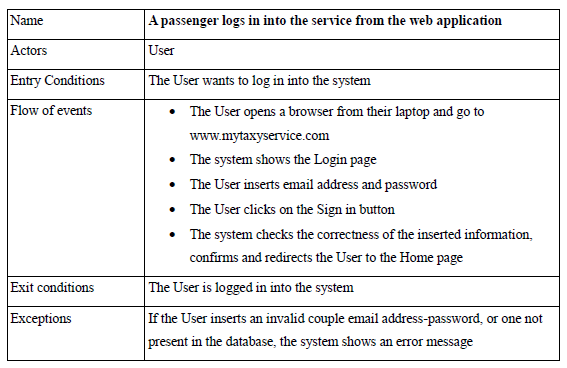 Name A passenger logs in into the service from the web application
Actors User
Entry Conditions The User wants to log in into the system
Flow of events • The User opens a browser from their laptop and go to
www.mytaxyservice.com
• The system shows the Login page
• The User inserts email address and password
• The User clicks on the Sign in button
• The system checks the correctness of the inserted information,
confirms and redirects the User to the Home page
Exit conditions The User is logged in into the system
Exceptions If the User inserts an invalid couple email address-password, or one not
present in the database, the system shows an error message